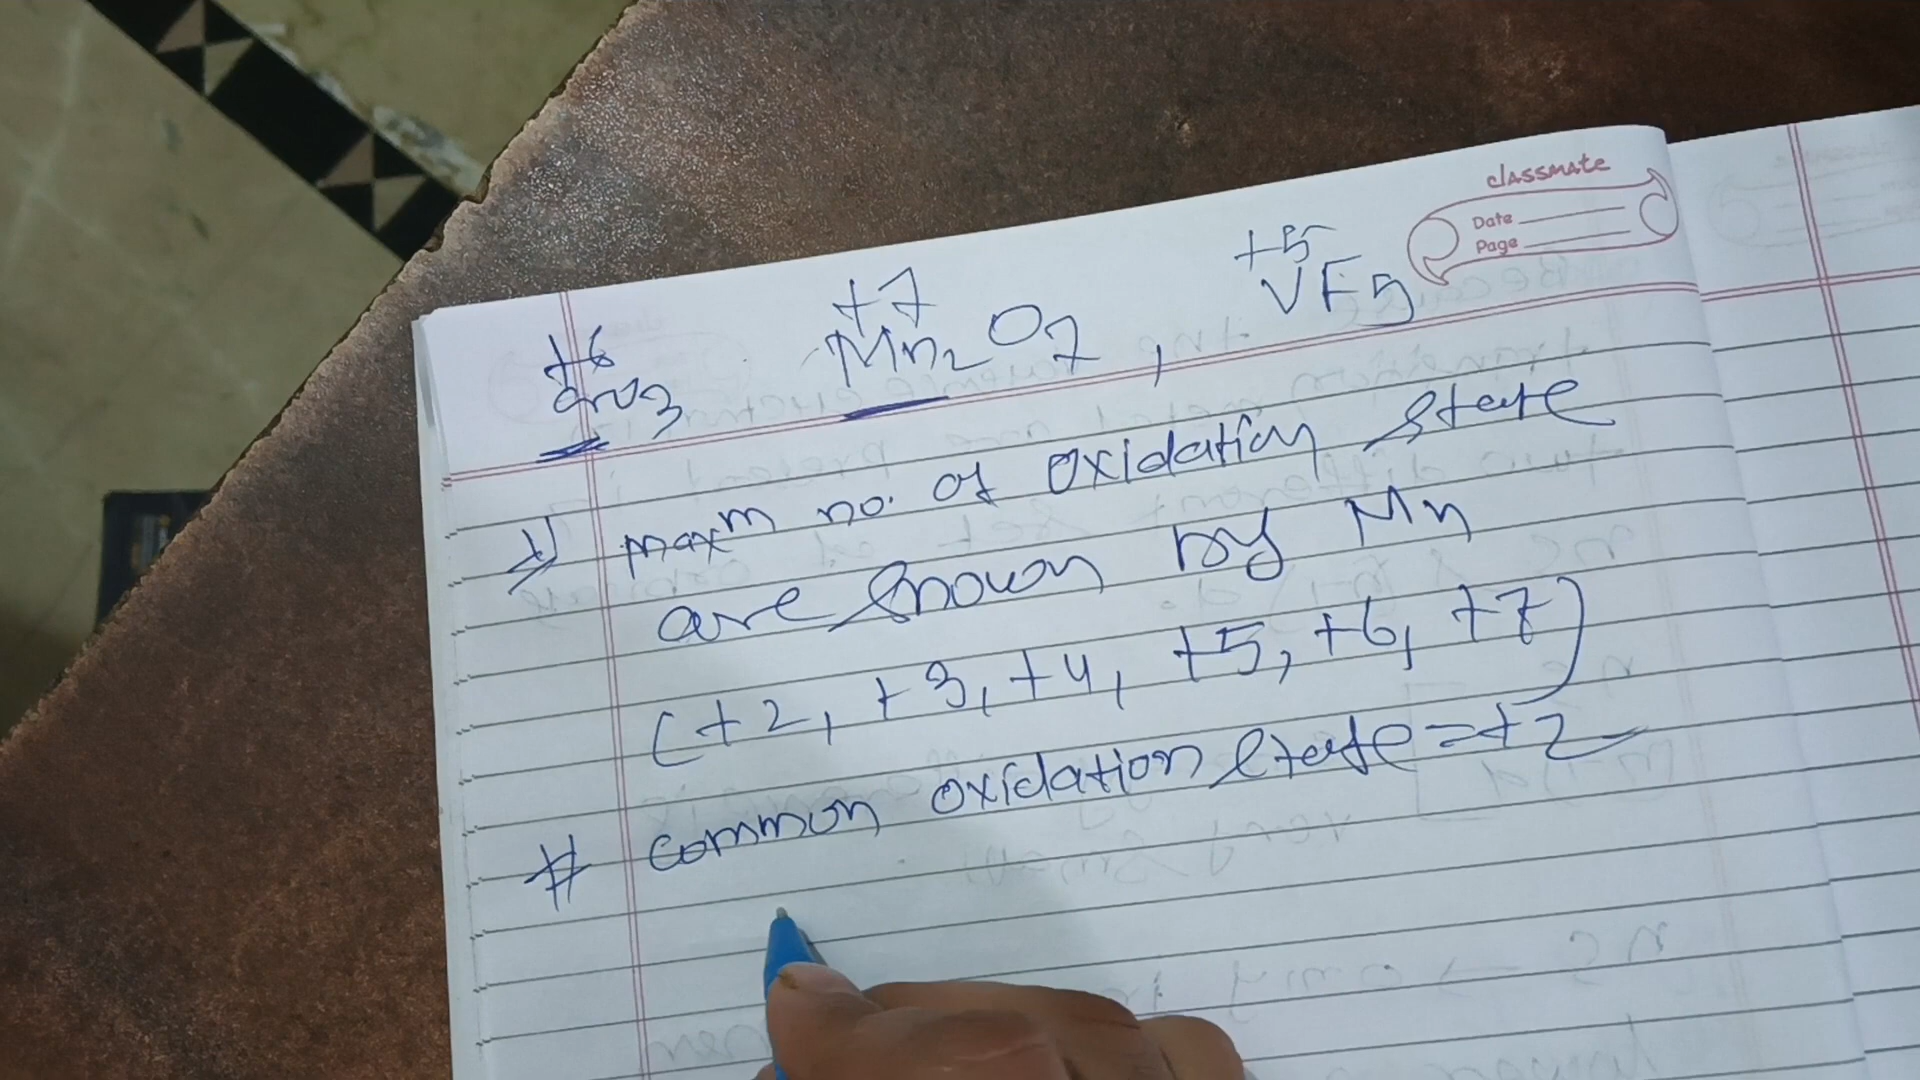 classmate
Date
Page
+6 +7 +5
CrO3 Mn2O7, VF5
# maxm no. of oxidation state
are shown by Mn
(+2, +3, +4, +5, +6, +7)
# common oxidation state = +2